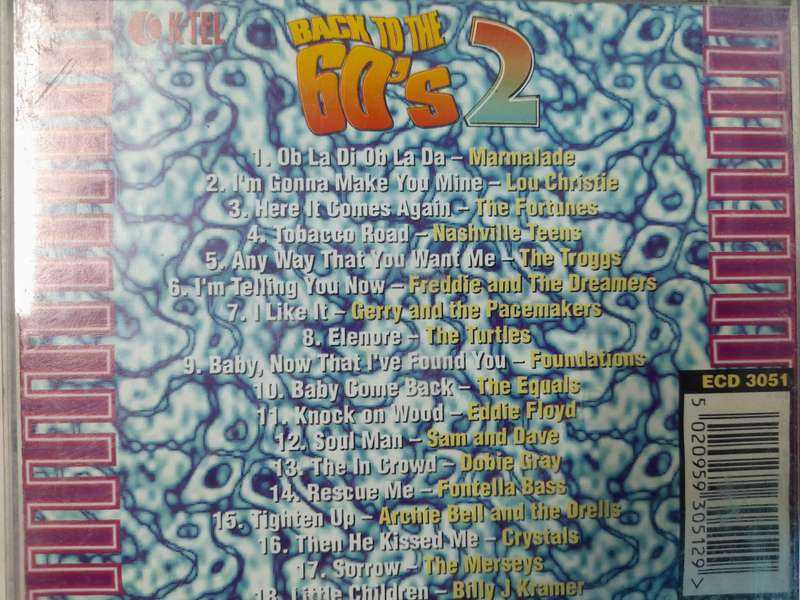 K-TEL
BACK TO THE
60's 2
1. Ob La Di Ob La Da – Marmalade
2. I'm Gonna Make You Mine – Lou Christie
3. Here It Comes Again – The Fortunes
4. Tobacco Road – Nashville Teens
5. Any Way That You Want Me – The Troggs
6. I'm Telling You Now – Freddie and The Dreamers
7. I Like It – Gerry and the Pacemakers
8. Elenore – The Turtles
9. Baby, Now That I've Found You – Foundations
10. Baby Come Back – The Equals
11. Knock on Wood – Eddie Floyd
12. Soul Man – Sam and Dave
13. The In Crowd – Dobie Gray
14. Rescue Me – Fontella Bass
15. Tighten Up – Archie Bell and the Drells
16. Then He Kissed Me – Crystals
17. Sorrow – The Merseys
18. Little Children – Billy J Kramer
ECD 3051
5 020959 305129 >